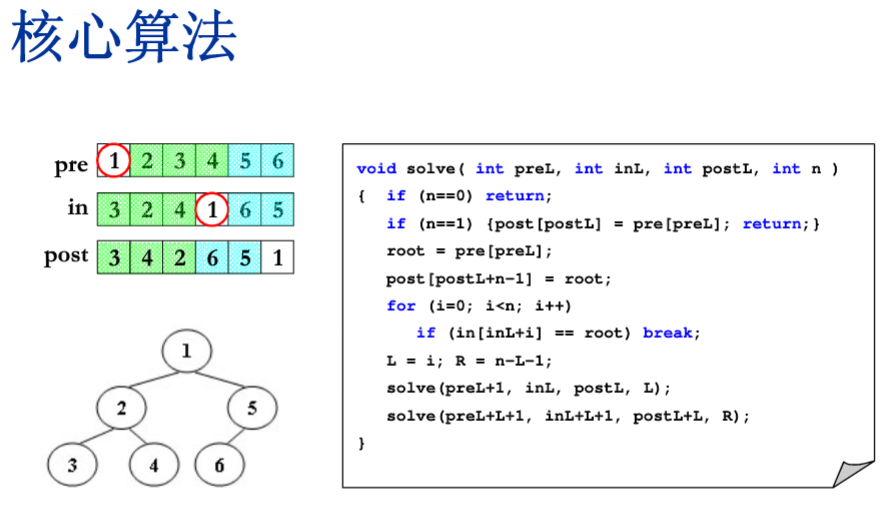 核心算法
pre 1 2 3 4 5 6
in 3 2 4 1 6 5
post 3 4 2 6 5 1
1
2 5
3 4 6
void solve( int preL, int inL, int postL, int n )
{ if (n==0) return;
if (n==1) {post[postL] = pre[preL]; return;}
root = pre[preL];
post[postL+n-1] = root;
for (i=0; i<n; i++)
if (in[inL+i] == root) break;
L = i; R = n-L-1;
solve(preL+1, inL, postL, L);
solve(preL+L+1, inL+L+1, postL+L, R);
}